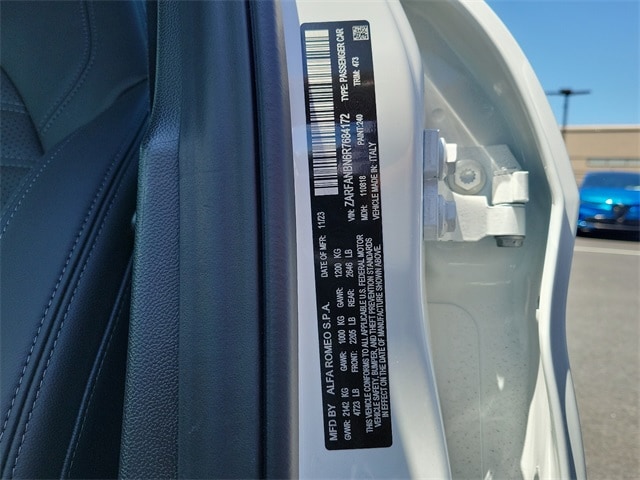 MFD BY ALFA ROMEO S.P.A. DATE OF MFR: 11/23
GVWR: 2142 KG GAWR: 1000 KG GAWR: 1200 KG
4723 LB FRONT: 2205 LB REAR: 2646 LB
THIS VEHICLE CONFORMS TO ALL APPLICABLE U.S. FEDERAL MOTOR
VEHICLE SAFETY, BUMPER, AND THEFT PREVENTION STANDARDS
IN EFFECT ON THE DATE OF MANUFACTURE SHOWN ABOVE.
VIN: ZARFANBN6R7684172 TYPE: PASSENGER CAR
MDH: 110818 PAINT: 240 TRIM: 473
VEHICLE MADE IN: ITALY